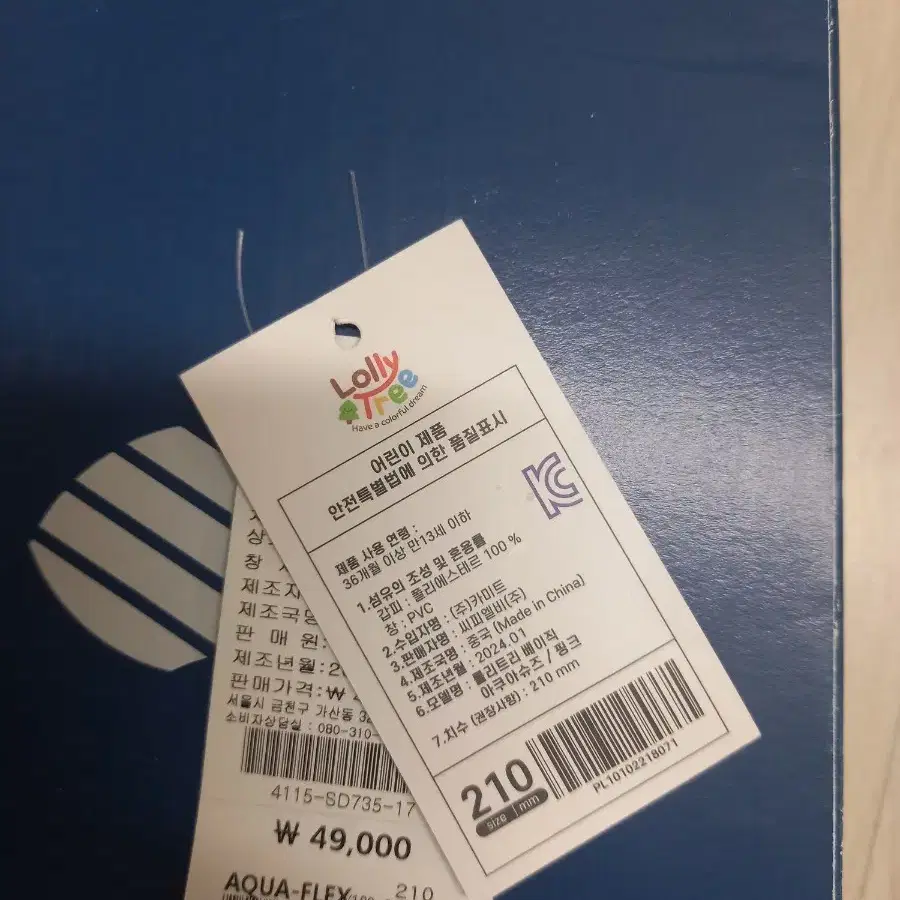 Lolly
Tree
Have a colorful dream
어린이 제품
안전특별법에 의한 품질표시
제품 사용 연령 :
36개월 이상 만13세 이하
1.섬유의 조성 및 혼용률
갑피 : 폴리에스테르 100 %
창 : PVC
2.수입자명 : (주)카미트
3.판매자명 : 씨피엘비(주)
4.제조국명 : 중국 (Made in China)
5.제조년월 : 2024.01
6.모델명 : 롤리트리 베이직
아쿠아슈즈 / 핑크
7.치수 (권장사항) : 210 mm
210
size mm
PL10102218071
창
제조자
제조국명
판 매 원:
제조년월:2
판매가격:₩
서울시 금천구 가산동
소비자상담실 : 080-310-
4115-SD735-17
₩ 49,000
AQUA-FLEX
210